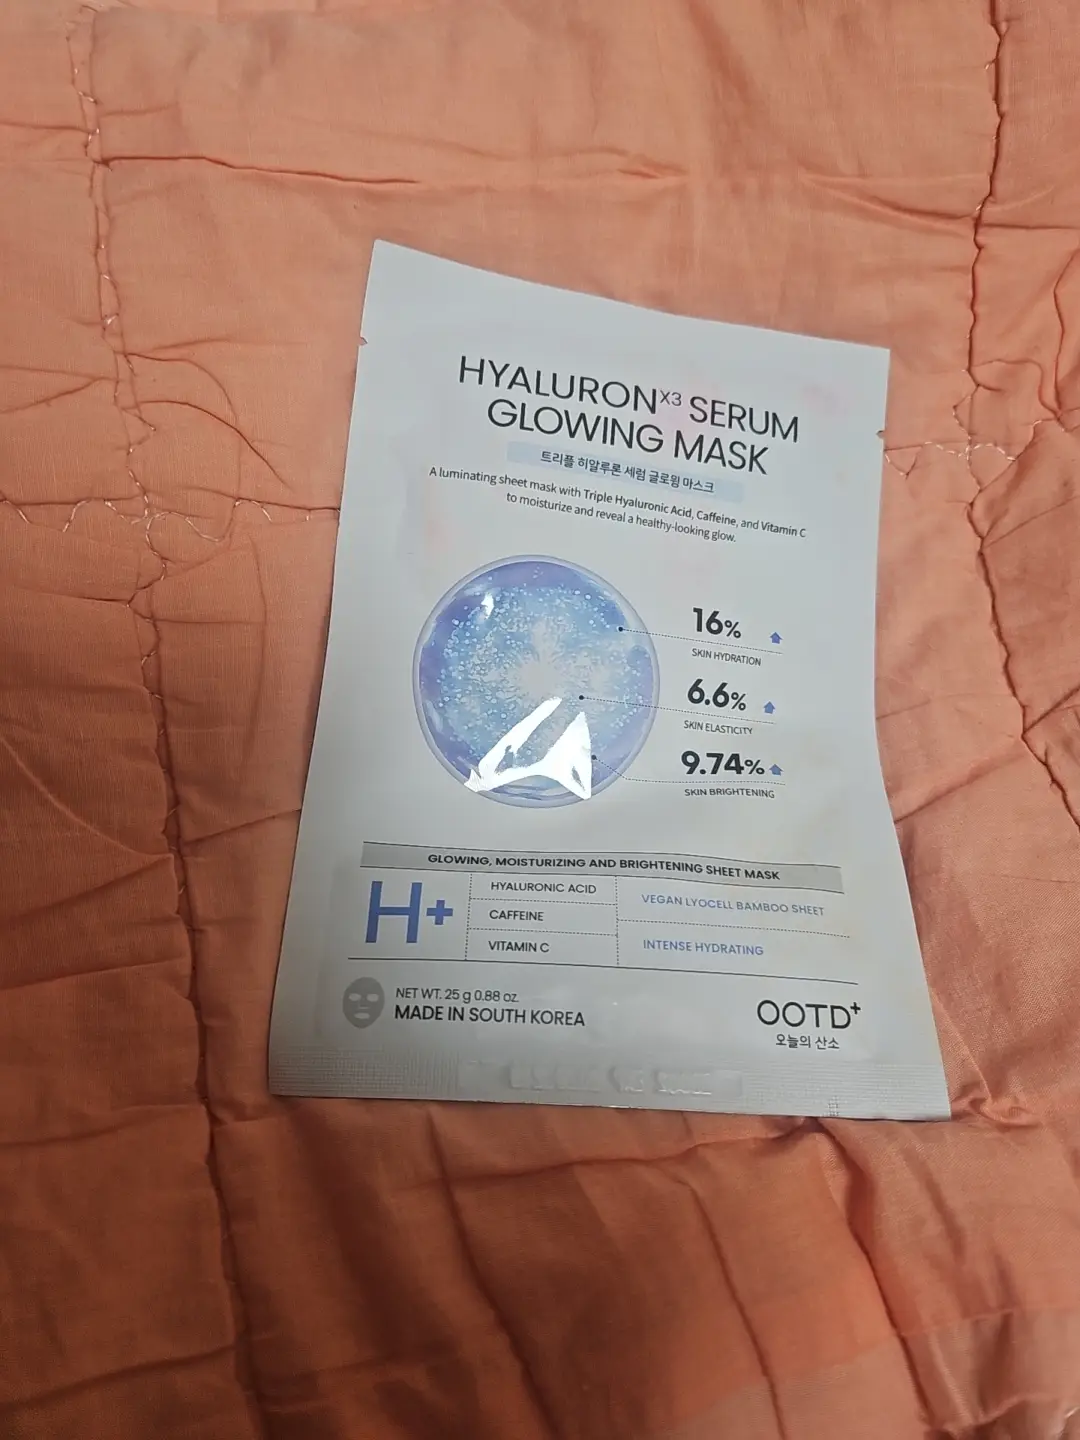 HYALURON X3 SERUM
GLOWING MASK
트리플 히알루론 세럼 글로윙 마스크
A luminating sheet mask with Triple Hyaluronic Acid, Caffeine, and Vitamin C
to moisturize and reveal a healthy-looking glow.
16%
SKIN HYDRATION
6.6%
SKIN ELASTICITY
9.74%
SKIN BRIGHTENING
GLOWING, MOISTURIZING AND BRIGHTENING SHEET MASK
H+
HYALURONIC ACID
CAFFEINE
VITAMIN C
VEGAN LYOCELL BAMBOO SHEET
INTENSE HYDRATING
NET WT. 25 g 0.88 oz.
MADE IN SOUTH KOREA
OOTD+
오늘의 산소